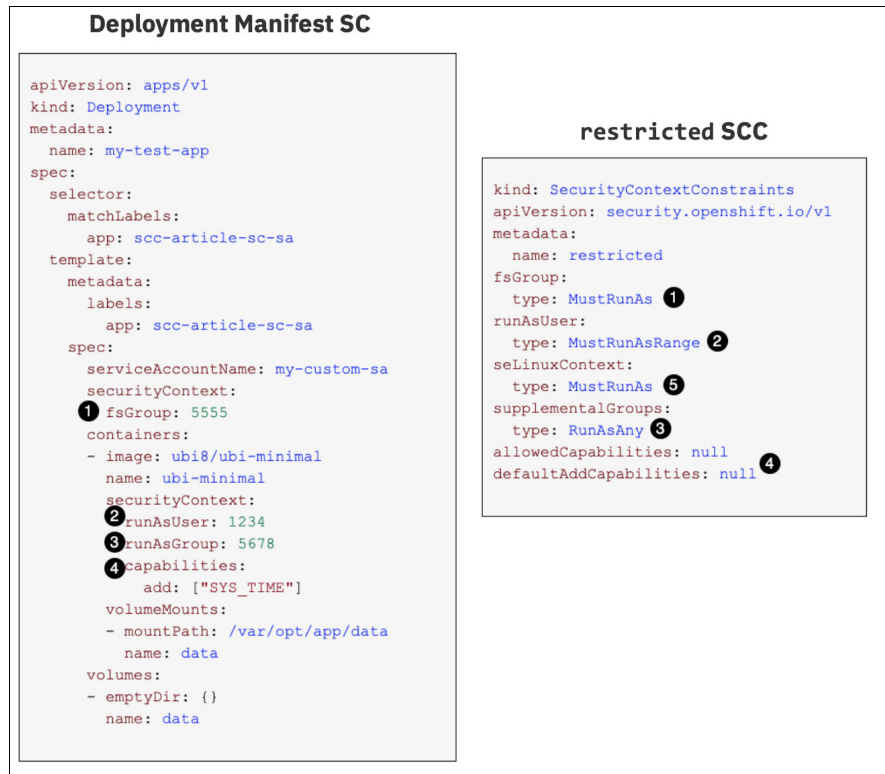 Deployment Manifest SC
apiVersion: apps/v1
kind: Deployment
metadata:
  name: my-test-app
spec:
  selector:
    matchLabels:
      app: scc-article-sc-sa
  template:
    metadata:
      labels:
        app: scc-article-sc-sa
    spec:
      serviceAccountName: my-custom-sa
      securityContext:
      1 fsGroup: 5555
      containers:
      - image: ubi8/ubi-minimal
        name: ubi-minimal
        securityContext:
        2 runAsUser: 1234
        3 runAsGroup: 5678
        4 capabilities:
            add: ["SYS_TIME"]
        volumeMounts:
        - mountPath: /var/opt/app/data
          name: data
      volumes:
      - emptyDir: {}
        name: data
restricted SCC
kind: SecurityContextConstraints
apiVersion: security.openshift.io/v1
metadata:
  name: restricted
fsGroup:
  type: MustRunAs 1
runAsUser:
  type: MustRunAsRange 2
seLinuxContext:
  type: MustRunAs 5
supplementalGroups:
  type: RunAsAny 3
allowedCapabilities: null
defaultAddCapabilities: null 4